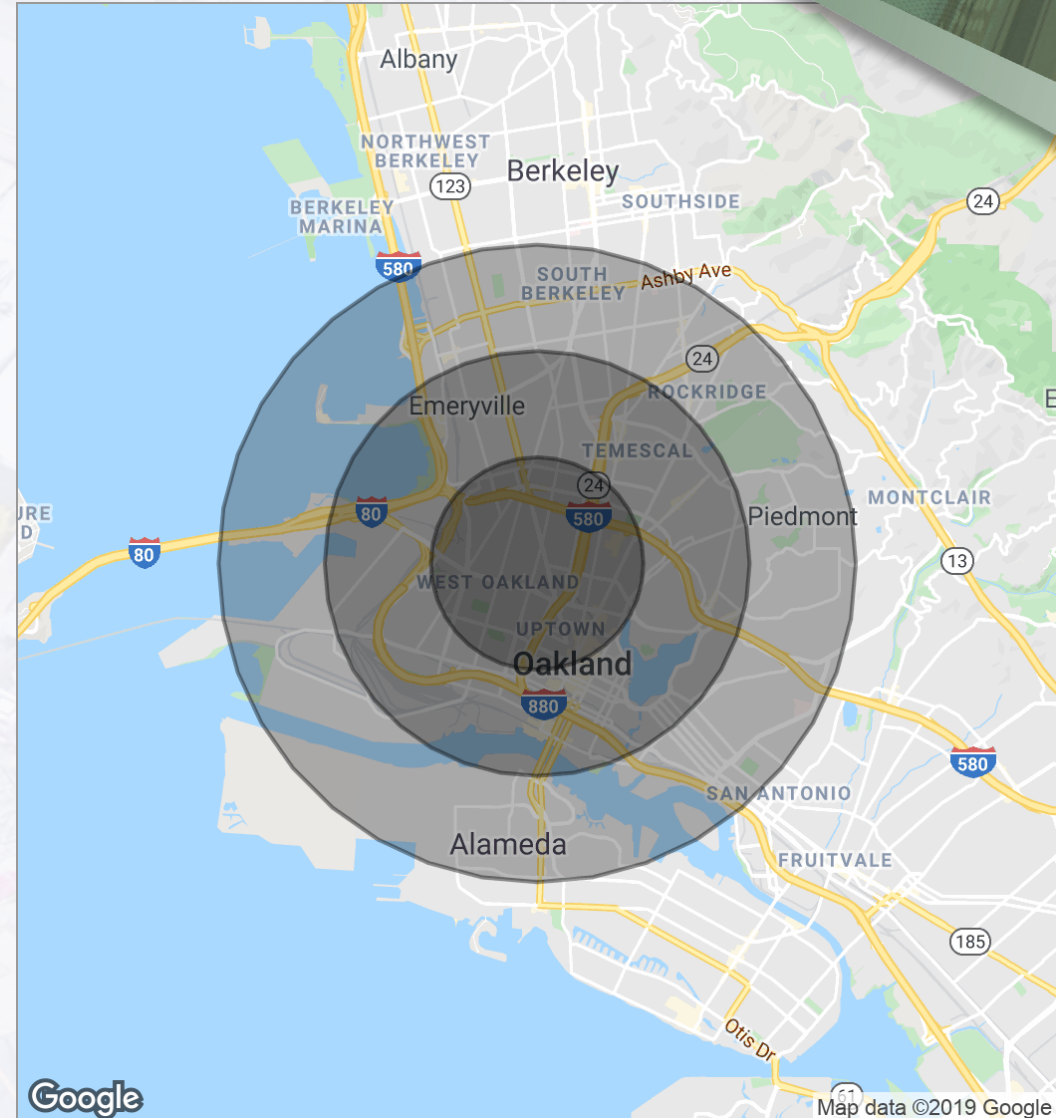 Albany
NORTHWEST
BERKELEY
123
Berkeley
SOUTHSIDE
24
BERKELEY
MARINA
580
SOUTH
BERKELEY
Ashby Ave
24
ROCKRIDGE
E
Emeryville
TEMESCAL
24
MONTCLAIR
URE
D
80
580
Piedmont
80
13
WEST OAKLAND
UPTOWN
Oakland
880
580
SAN ANTONIO
Alameda
FRUITVALE
185
Otis Dr
61
Google
Map data ©2019 Google